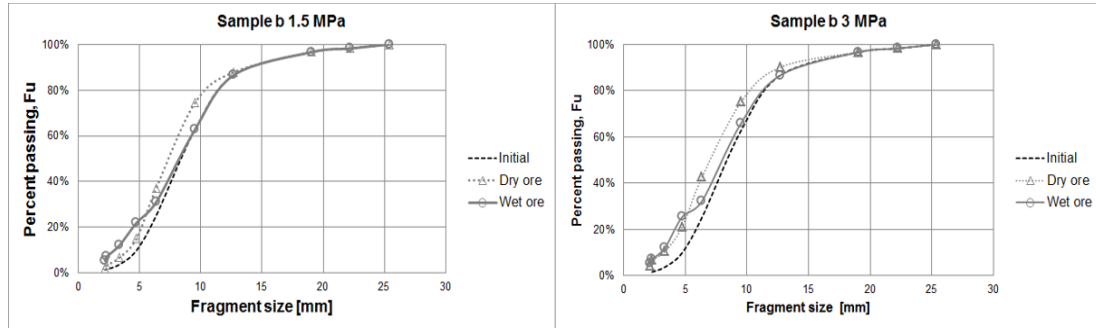 Sample b 1.5 MPa
Percent passing, Fu
100%
80%
60%
40%
20%
0%
0 5 10 15 20 25 30
Fragment size [mm]
Initial
Dry ore
Wet ore
Sample b 3 MPa
Percent passing, Fu
100%
80%
60%
40%
20%
0%
0 5 10 15 20 25 30
Fragment size [mm]
Initial
Dry ore
Wet ore